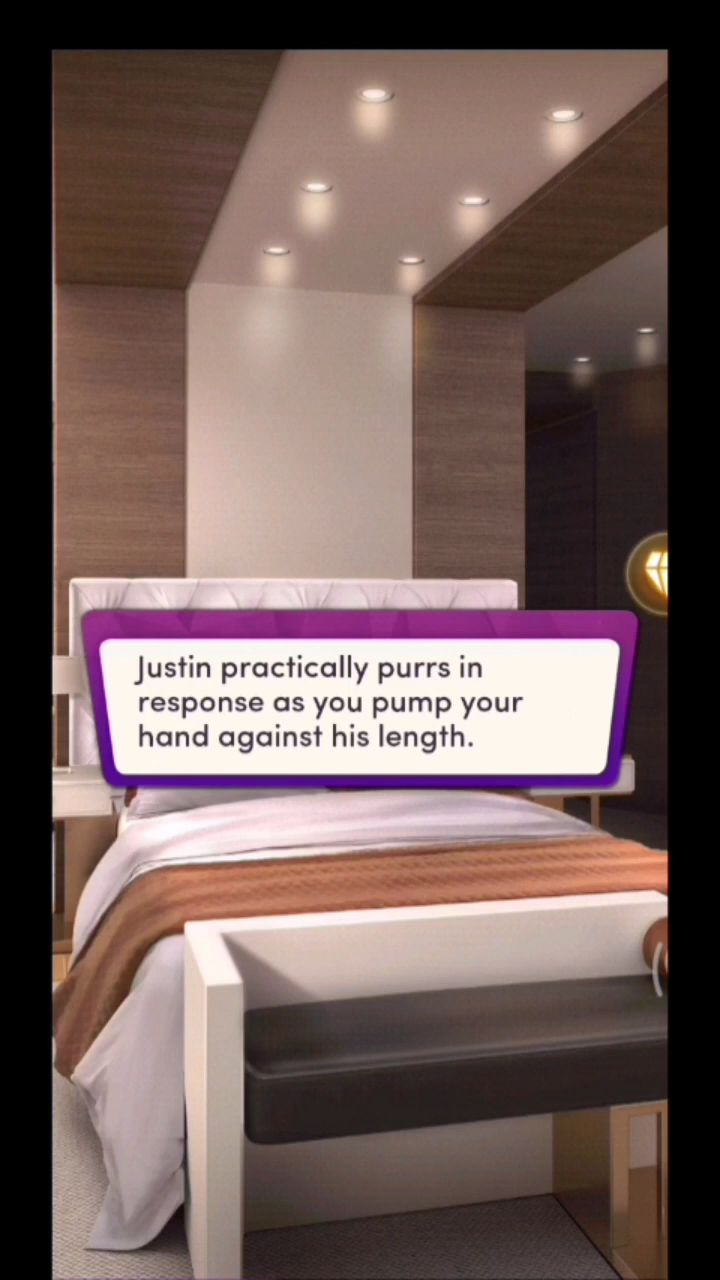 Justin practically purrs in
response as you pump your
hand against his length.